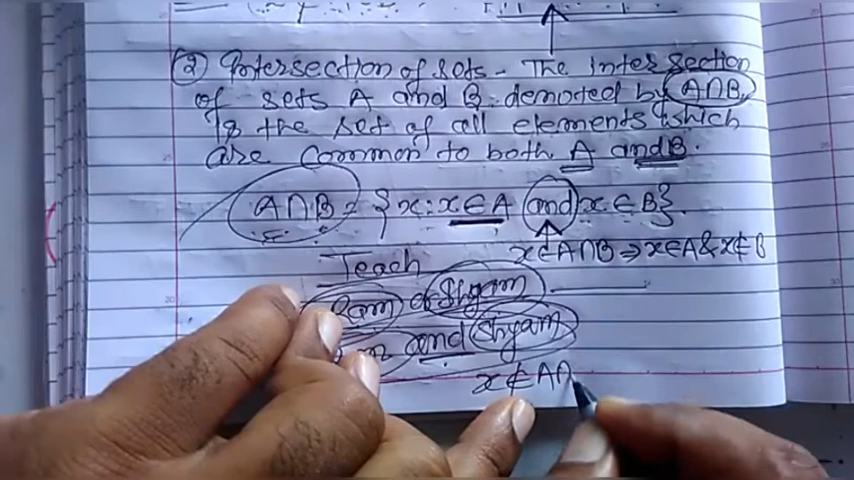 ② Intersection of sets - The intersection
of sets A and B. denoted by A∩B,
is the set of all elements which
are common to both A and B.
A∩B = {x : x ∈ A and x ∈ B}.
x ∈ A∩B ⇒ x ∈ A & x ∉ B
Teach
Ram or Shyam
and Shyam
x ∉ A∩